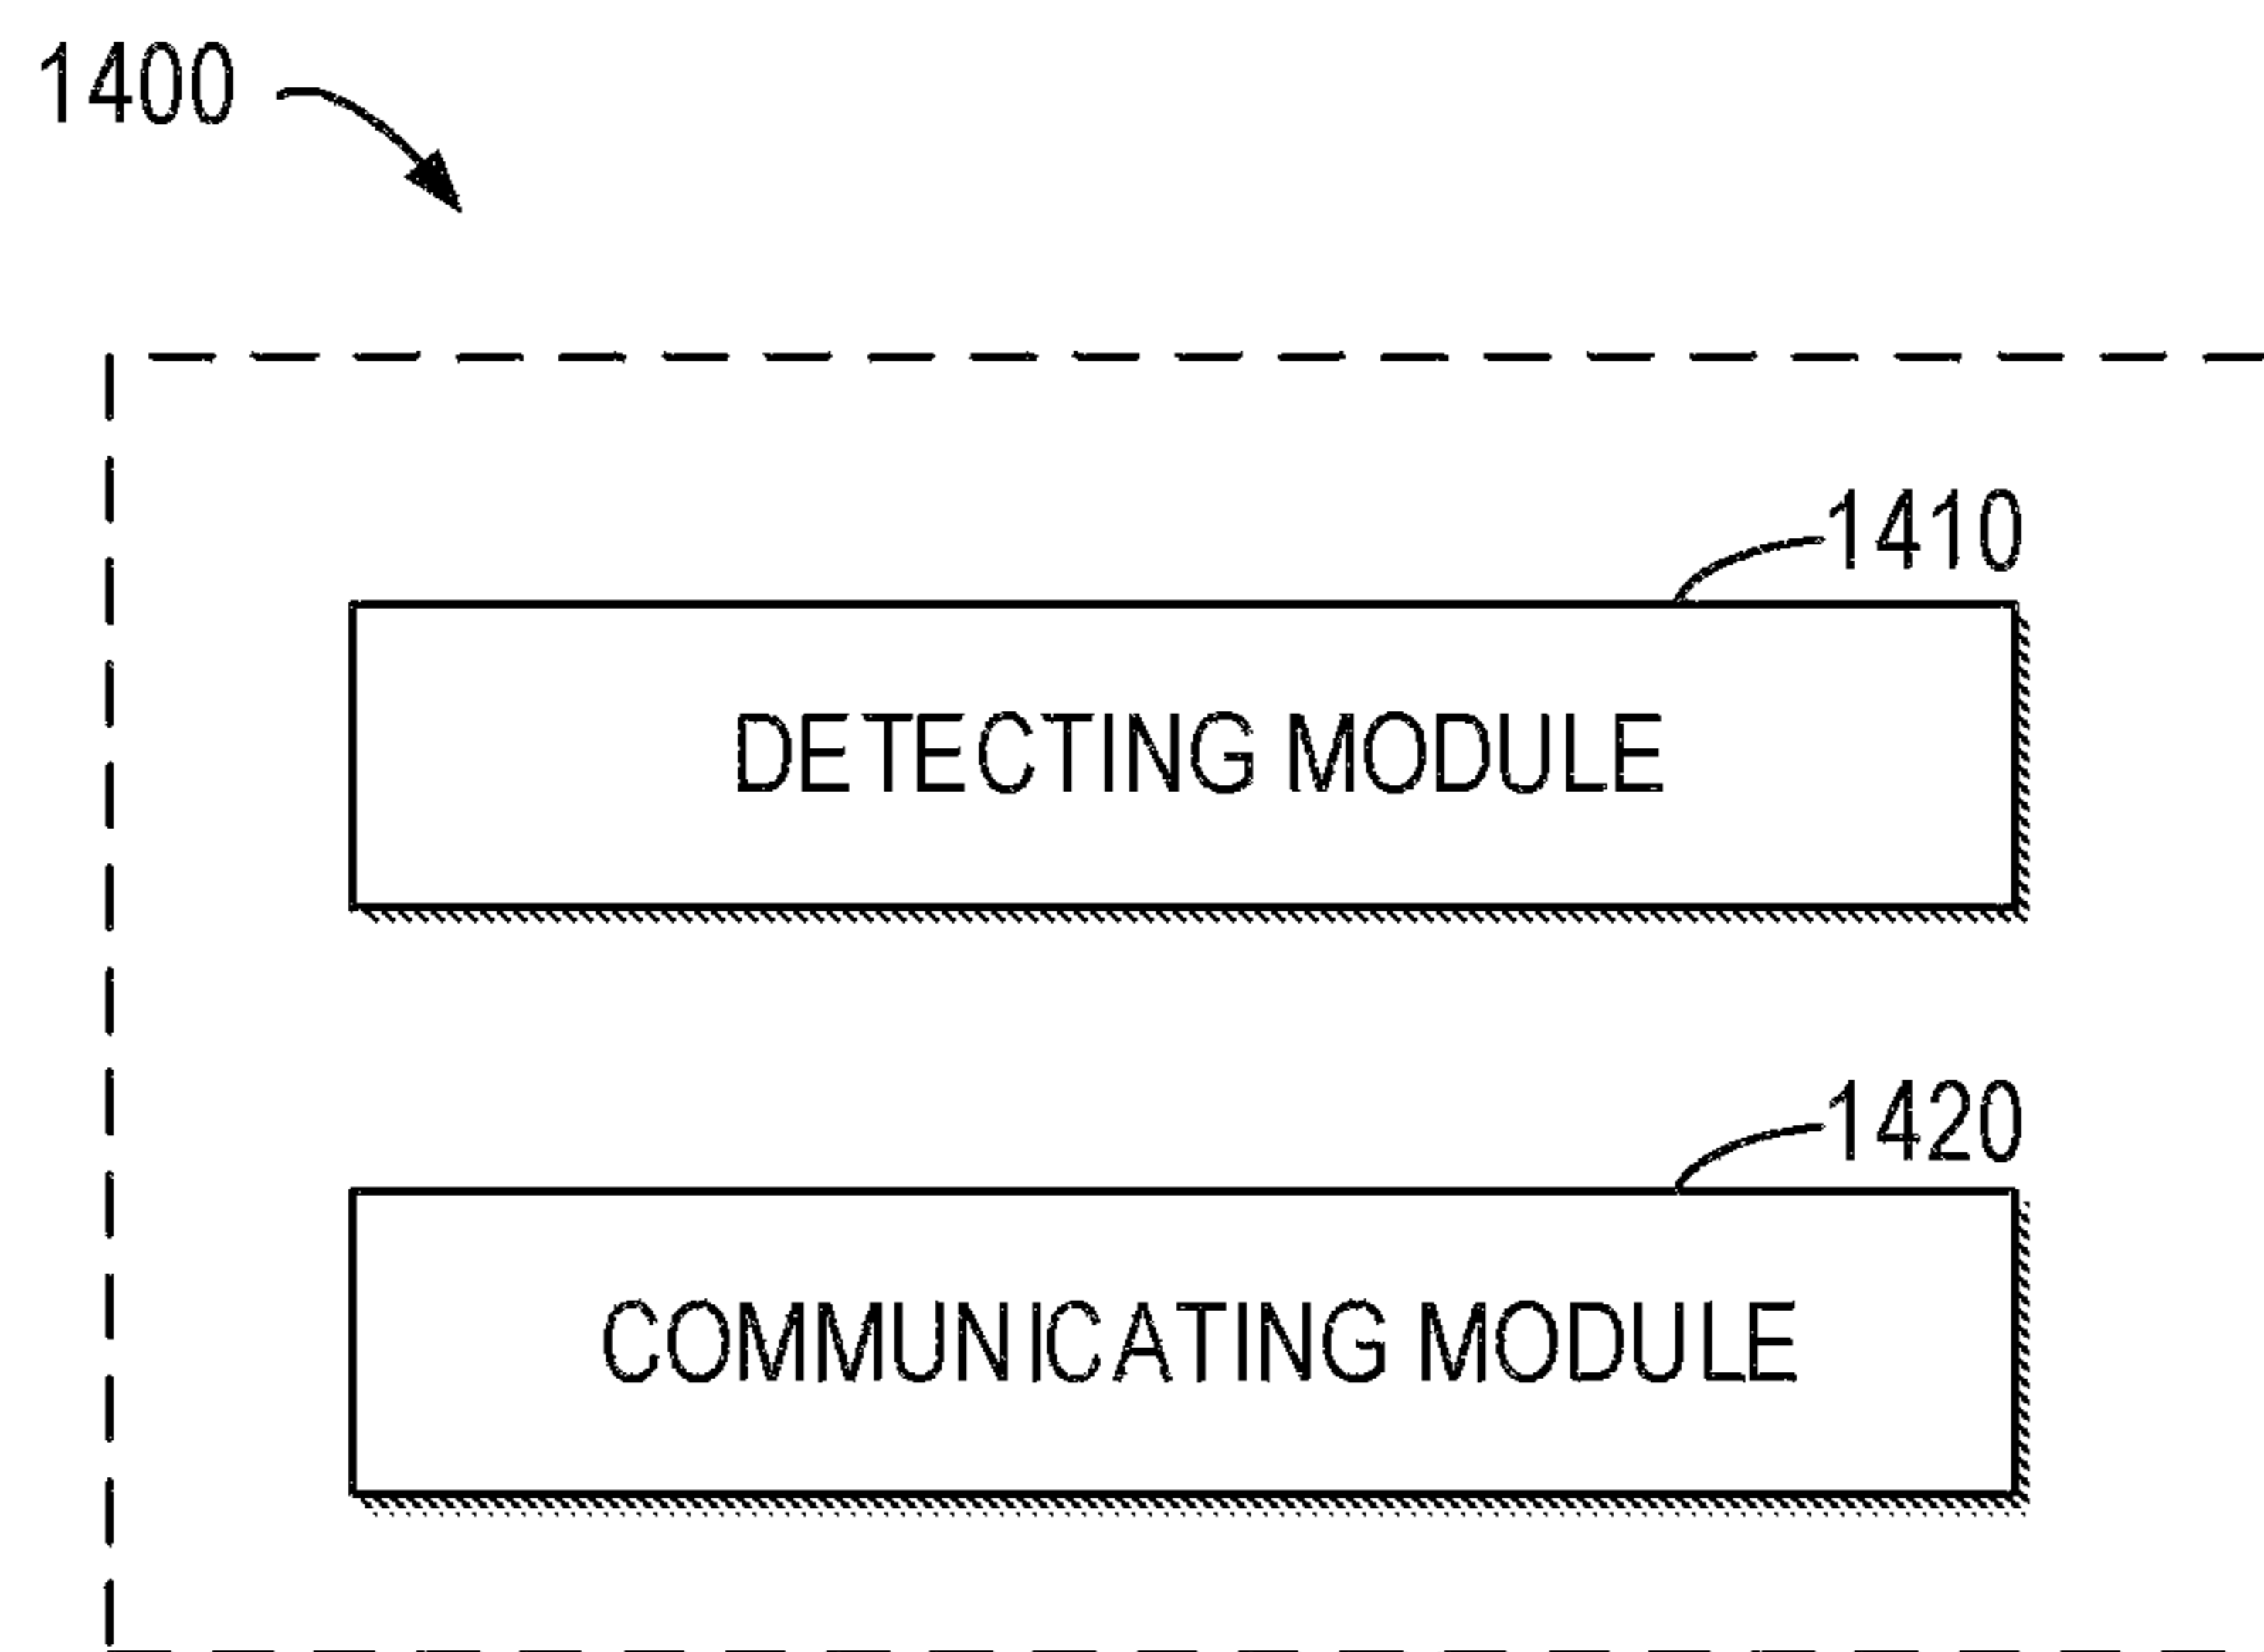 1400
1410
DETECTING MODULE
1420
COMMUNICATING MODULE